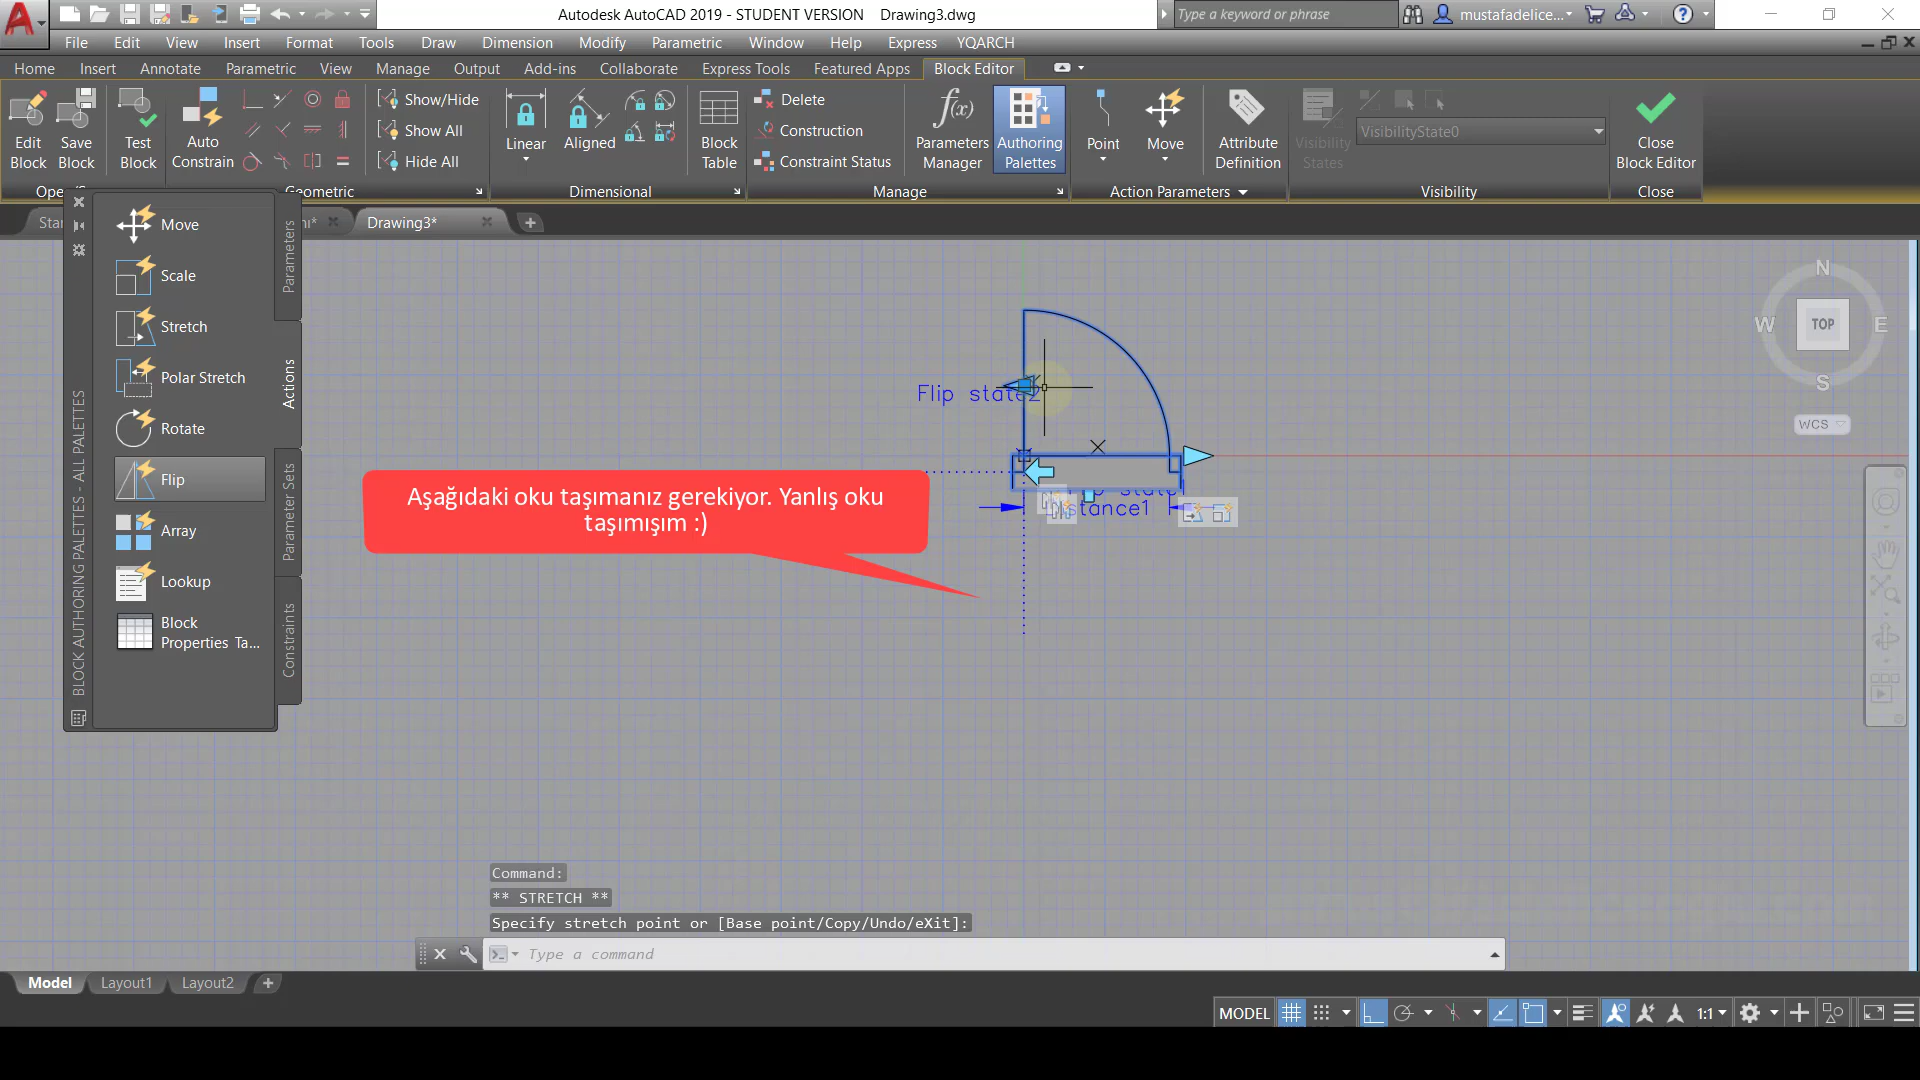 Autodesk AutoCAD 2019 - STUDENT VERSION Drawing3.dwg
Type a keyword or phrase
mustafadelice...
File Edit View Insert Format Tools Draw Dimension Modify Parametric Window Help Express YQARCH
Home Insert Annotate Parametric View Manage Output Add-ins Collaborate Express Tools Featured Apps Block Editor
Edit Block
Save Block
Test Block
Auto Constrain
Show/Hide
Show All
Hide All
Linear
Aligned
Block Table
Delete
Construction
Constraint Status
Parameters Manager
Authoring Palettes
Point
Move
Attribute Definition
Visibility States
VisibilityState0
Close Block Editor
Geometric
Dimensional
Manage
Action Parameters
Visibility
Close
Drawing3*
Move
Scale
Stretch
Polar Stretch
Rotate
Flip
Array
Lookup
Block
Properties Ta...
Parameters
Actions
Parameter Sets
Constraints
BLOCK AUTHORING PALETTES - ALL PALETTES
N
W TOP E
S
WCS
Flip state2
Distance1
Aşağıdaki oku taşımanız gerekiyor. Yanlış oku
taşımışım :)
Command:
** STRETCH **
Specify stretch point or [Base point/Copy/Undo/eXit]:
Type a command
Model Layout1 Layout2
MODEL
1:1